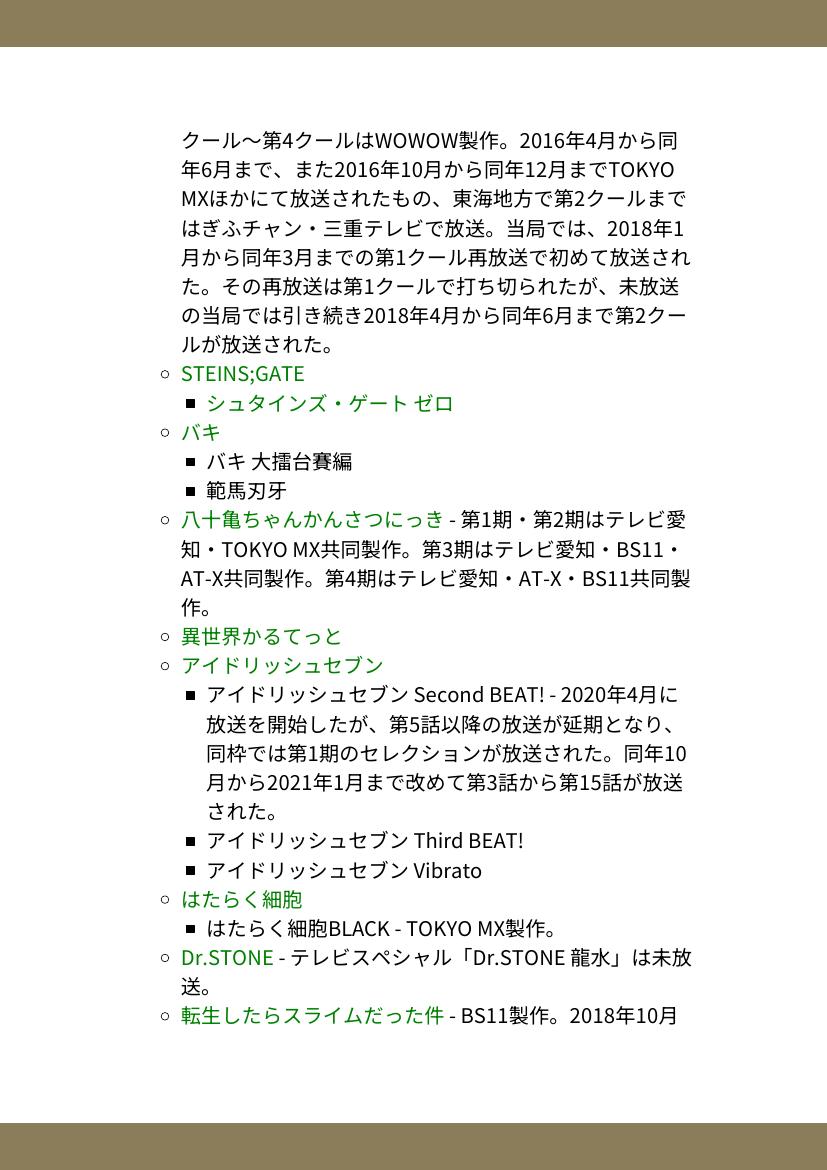 クール〜第4クールはWOWOW製作。2016年4月から同
年6月まで、また2016年10月から同年12月までTOKYO
MXほかにて放送されたもの、東海地方で第2クールまで
はぎふチャン・三重テレビで放送。当局では、2018年1
月から同年3月までの第1クール再放送で初めて放送され
た。その再放送は第1クールで打ち切られたが、未放送
の当局では引き続き2018年4月から同年6月まで第2クー
ルが放送された。
○ STEINS;GATE
■ シュタインズ・ゲート ゼロ
○ バキ
■ バキ 大擂台賽編
■ 範馬刃牙
○ 八十亀ちゃんかんさつにっき - 第1期・第2期はテレビ愛
知・TOKYO MX共同製作。第3期はテレビ愛知・BS11・
AT-X共同製作。第4期はテレビ愛知・AT-X・BS11共同製
作。
○ 異世界かるてっと
○ アイドリッシュセブン
■ アイドリッシュセブン Second BEAT! - 2020年4月に
放送を開始したが、第5話以降の放送が延期となり、
同枠では第1期のセレクションが放送された。同年10
月から2021年1月まで改めて第3話から第15話が放送
された。
■ アイドリッシュセブン Third BEAT!
■ アイドリッシュセブン Vibrato
○ はたらく細胞
■ はたらく細胞BLACK - TOKYO MX製作。
○ Dr.STONE - テレビスペシャル「Dr.STONE 龍水」は未放
送。
○ 転生したらスライムだった件 - BS11製作。2018年10月